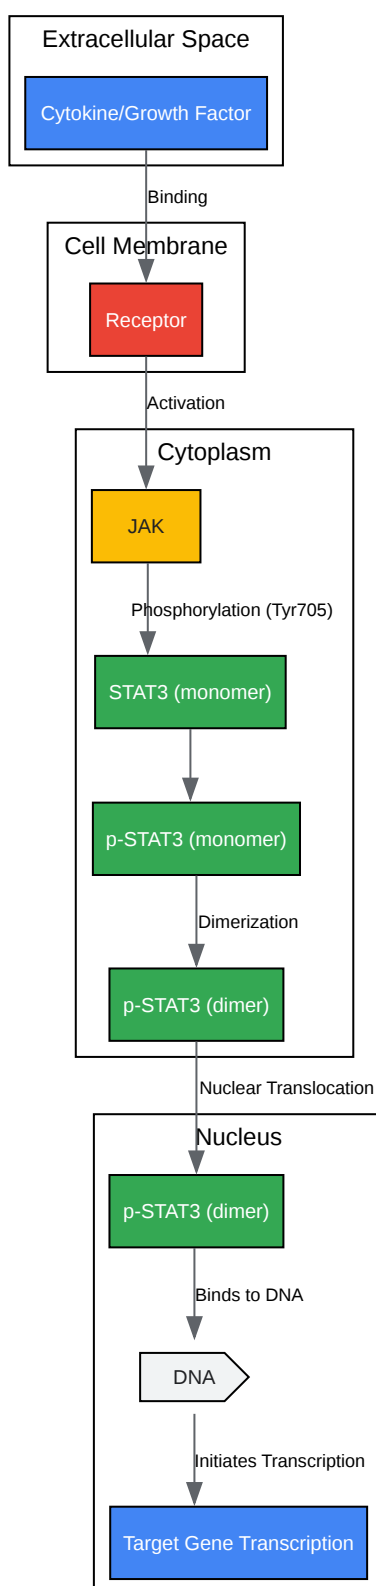 Extracellular Space
Cytokine/Growth Factor
Binding
Cell Membrane
Receptor
Activation
Cytoplasm
JAK
Phosphorylation (Tyr705)
STAT3 (monomer)
p-STAT3 (monomer)
Dimerization
p-STAT3 (dimer)
Nuclear Translocation
Nucleus
p-STAT3 (dimer)
Binds to DNA
DNA
Initiates Transcription
Target Gene Transcription